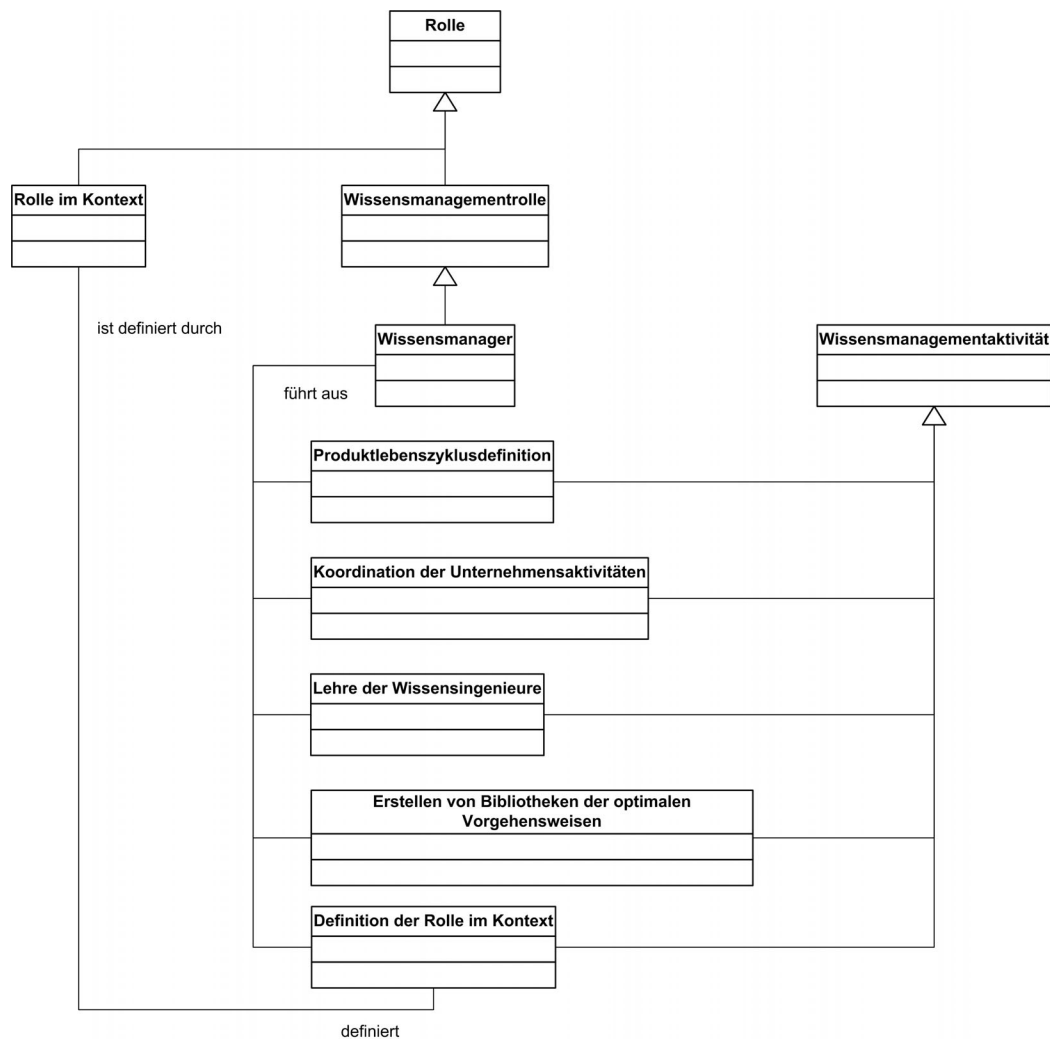 Rolle
Rolle im Kontext
Wissensmanagementrolle
ist definiert durch
Wissensmanager
Wissensmanagementaktivität
führt aus
Produktlebenszyklusdefinition
Koordination der Unternehmensaktivitäten
Lehre der Wissensingenieure
Erstellen von Bibliotheken der optimalen
Vorgehensweisen
Definition der Rolle im Kontext
definiert